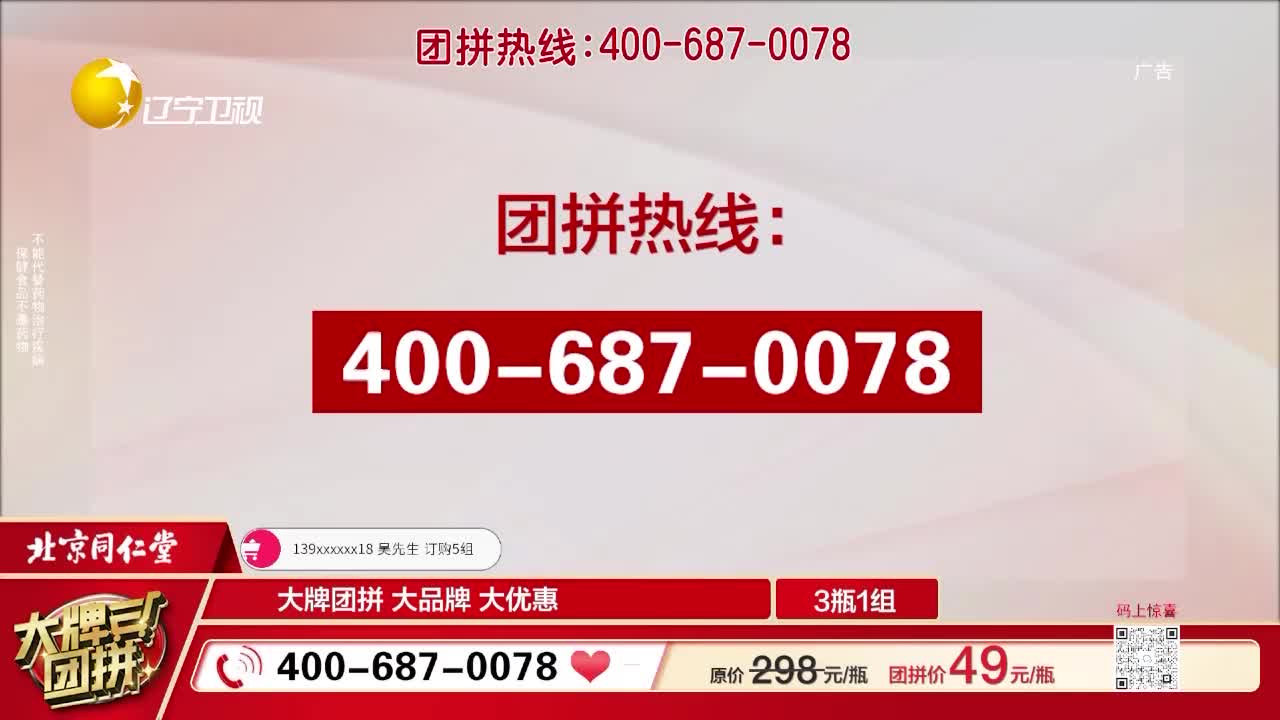 团拼热线:400-687-0078
广告
辽宁卫视
团拼热线:
400-687-0078
保健食品不是药物
不能代替药物治疗疾病
北京同仁堂
139xxxxxx18 吴先生 订购5组
大牌团拼 大品牌 大优惠
3瓶1组
码上惊喜
大牌云团拼
400-687-0078
原价298元/瓶
团拼价49元/瓶